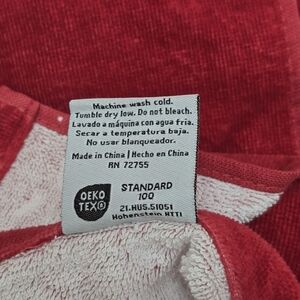 Machine wash cold.
Tumble dry low. Do not bleach.
Lavado a máquina con agua fría.
Secar a temperatura baja.
No usar blanqueador.
Made in China | Hecho en China
RN 72755
OEKO
TEX®
STANDARD
100
21.HUS.51051
Hohenstein HTTI